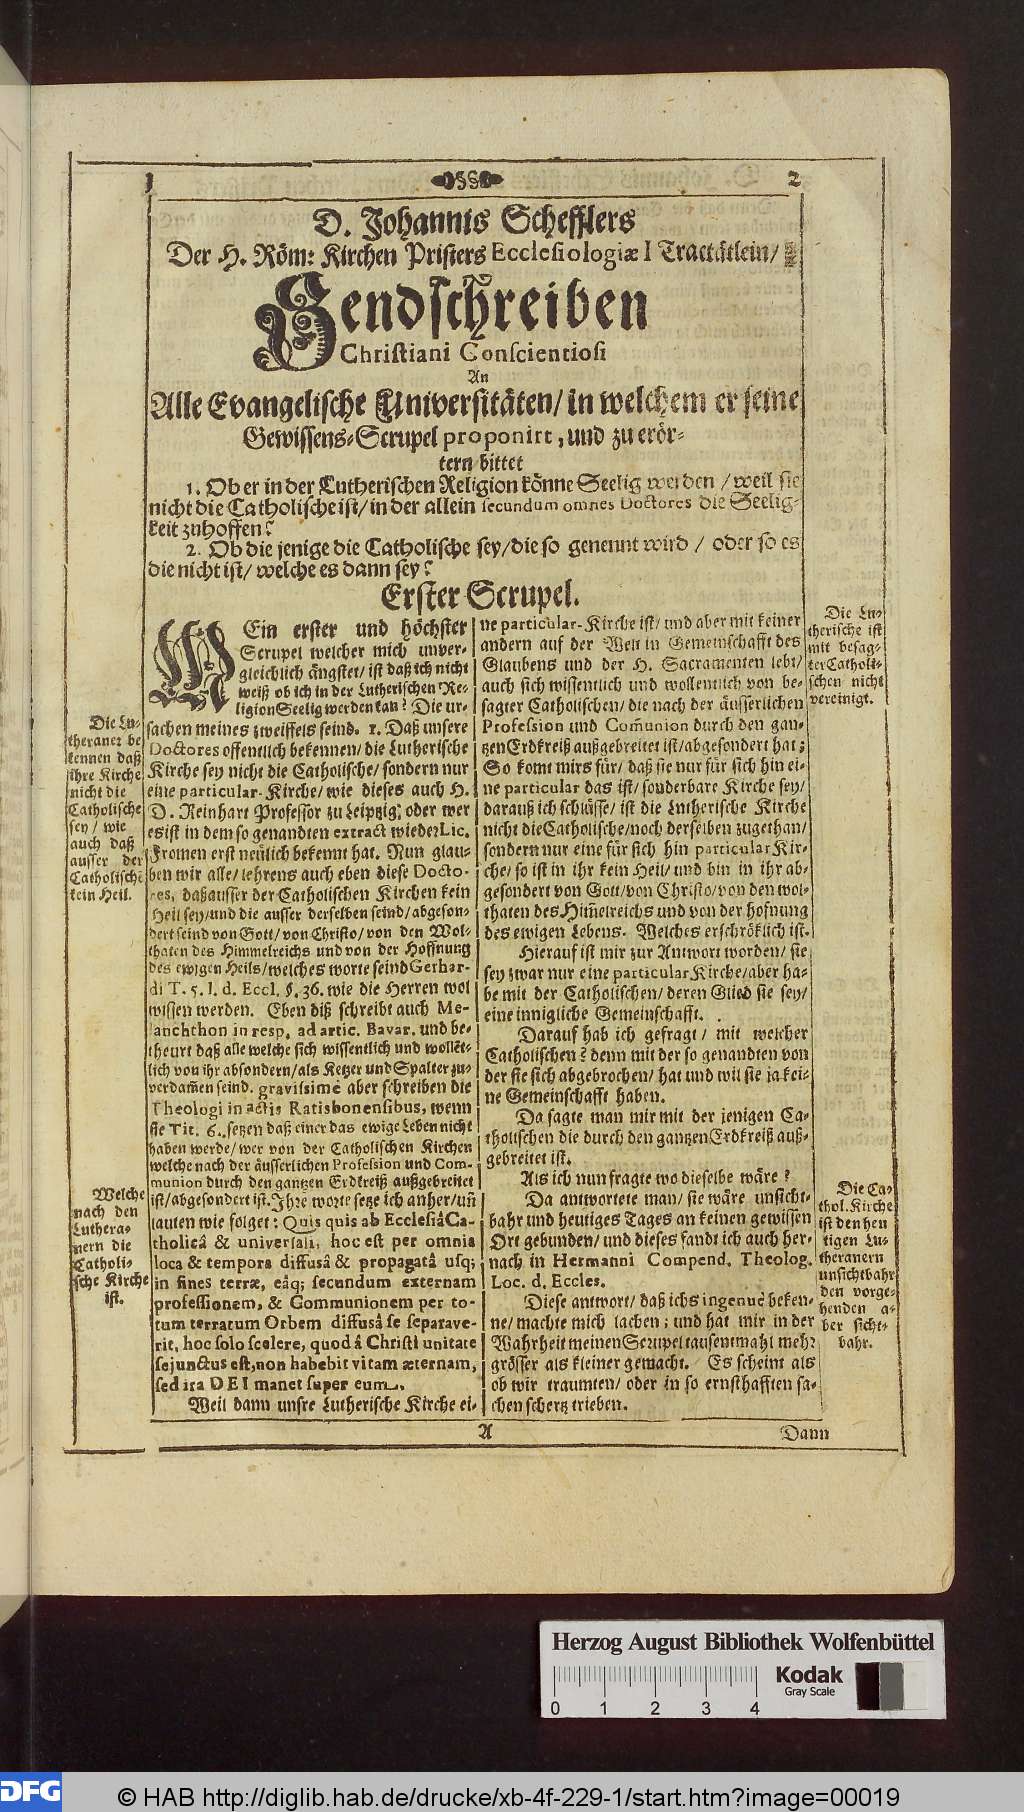 1 2
D. Johannis Schefflers
Der H. Röm: Kirchen Pristers Ecclesiologiæ I Tractätlein/
Sendschreiben
Christiani Conscientiosi
An
Alle Evangelische Universitäten/ in welchem er seine
Gewissens-Scrupel proponirt, und zu erör-
tern bittet
1. Ob er in der Lutherischen Religion könne Seelig werden / weil sie
nicht die Catholische ist/ in der allein secundum omnes Doctores die Seelig-
keit zuhoffen?
2. Ob die jenige die Catholische sey/ die so genennt wird / oder so es
die nicht ist/ welche es dann sey?
Erster Scrupel.
MEin erster und höchster
Scrupel welcher mich unver-
gleichlich ängstet/ ist daß ich nicht
weiß ob ich in der Lutherischen Re-
ligion Seelig werden kan? Die ur-
sachen meines zweiffels seind. 1. Daß unsere
Doctores offentlich bekennen/ die Lutherische
Kirche sey nicht die Catholische/ sondern nur
eine particular-Kirche/ wie dieses auch H.
D. Reinhart Professor zu Leipzig; oder wer
es ist in dem so genandten extract wieder Lic.
Fromen erst neülich bekennt hat. Nun glau-
ben wir alle/ lehrens auch eben diese Docto-
res, daß ausser der Catholischen Kirchen kein
Heil sey/ und die ausser derselben seind/ abgeson-
dert seind von Gott/ von Christo/ von den Wol-
thaten des Himmelreichs und von der Hoffnung
des ewigen Heils/ welches worte seind Gerhar-
di T. 5. l. d. Eccl. §. 36. wie die Herren wol
wissen werden. Eben diß schreibt auch Me-
lanchthon in resp. ad artic. Bavar. und be-
theurt daß alle welche sich wissentlich und wollẽt-
lich von ihr absondern/ als Ketzer und Spalter zu-
verdam̃en seind. gravissimè aber schreiben die
Theologi in actis Ratisbonensibus, wenn
sie Tit. 6. setzen daß einer das ewige Leben nicht
haben werde/ wer von der Catholischen Kirchen
welche nach der äusserlichen Profession und Com-
munion durch den gantzen Erdkreiß außgebreitet
ist/ abgesondert ist. Ihre worte setze ich anher/ uñ
lauten wie folget: Quis quis ab Ecclesiâ Ca-
tholicâ & universali, hoc est per omnia
loca & tempora diffusâ & propagatâ usq;
in fines terræ, eâq; secundum externam
professionem, & Communionem per to-
tum terratum Orbem diffusâ se separave-
rit, hoc solo scelere, quod â Christi unitate
sejunctus est, non habebit vitam æternam,
sed ira DEI manet super eum.
Weil dann unsre Lutherische Kirche ei-
Die Lu-
theraner be
kennen daß
ihre Kirche
nicht die
Catholische
sey / wie
auch daß
ausser der
Catholische
kein Heil.
Welche
nach den
Luthera-
nern die
Catholi-
sche Kirche
ist.
ne particular-Kirche ist/ und aber mit keiner
andern auf der Welt in Gemeinschafft des
Glaubens und der H. Sacramenten lebt/
auch sich wissentlich und wollentlich von be-
sagter Catholischen/ die nach der äusserlichen
Profession und Com̃union durch den gan-
tzen Erdkreiß außgebreitet ist/ abgesondert hat;
So komt mirs für/ daß sie nur für sich hin ei-
ne particular das ist/ sonderbare Kirche sey/
darauß ich schlüsse/ ist die Lutherische Kirche
nicht die Catholische/ noch derselben zugethan/
sondern nur eine für sich hin particular Kir-
che/ so ist in ihr kein Heil/ und bin in ihr ab-
gesondert von Gott/ von Christo/ von den wol-
thaten des Him̃elreichs und von der hofnung
des ewigen Lebens. Welches erschröklich ist.
Hierauf ist mir zur Antwort worden/ sie
sey zwar nur eine particular Kirche/ aber ha-
be mit der Catholischen/ deren Glied sie sey/
eine innigliche Gemeinschafft.
Darauf hab ich gefragt / mit welcher
Catholischen? denn mit der so genandten von
der sie sich abgebrochen/ hat und wil sie ja kei-
ne Gemeinschafft haben.
Da sagte man mir mit der jenigen Ca-
tholischen die durch den gantzen Erdkreiß auß-
gebreitet ist.
Als ich nun fragte wo dieselbe wäre?
Da antwortete man/ sie wäre unsicht-
bahr und heutiges Tages an keinen gewissen
Ort gebunden/ und dieses fandt ich auch her-
nach in Hermanni Compend. Theolog.
Loc. d. Eccles.
Diese antwort/ daß ichs ingenuè beken-
ne/ machte mich lachen; und hat mir in der
Wahrheit meinen Scrupel tausentmahl mehr
grösser als kleiner gemacht. Es scheint als
ob wir traumten/ oder in so ernsthafften sa-
chen schertz trieben.
Die Lu-
therische ist
mit besag-
ter Catholi-
schen nicht
vereinigt.
Die Ca-
thol. Kirche
ist den heu
tigen Lu-
theranern
unsichtbahr
den vorge-
henden a-
ber sicht-
bahr.
A
Dann
Herzog August Bibliothek Wolfenbüttel
Kodak
Gray Scale
0 1 2 3 4
DFG
© HAB http://diglib.hab.de/drucke/xb-4f-229-1/start.htm?image=00019